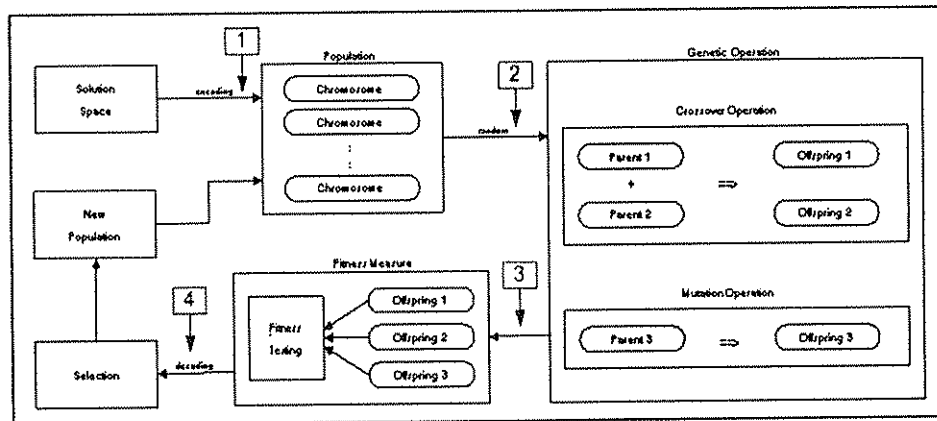 1
Population
2
Genetic Operation
Solution
Space
encoding
Chromosome
Chromosome
:
:
Chromosome
random
Crossover Operation
Parent 1
+
Parent 2
⇒
Offspring 1
Offspring 2
New
Population
Fitness Measure
3
Mutation Operation
4
Offspring 1
Fitness
Testing
Offspring 2
Offspring 3
Parent 3
⇒
Offspring 3
Selection
decoding